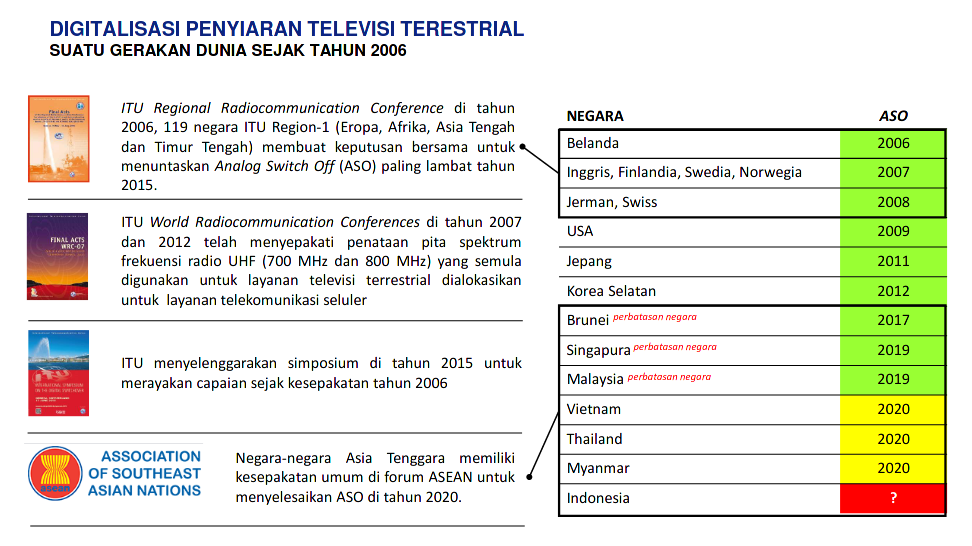 DIGITALISASI PENYIARAN TELEVISI TERESTRIAL
SUATU GERAKAN DUNIA SEJAK TAHUN 2006
Final Acts
ITU Regional Radiocommunication Conference di tahun
2006, 119 negara ITU Region-1 (Eropa, Afrika, Asia Tengah
dan Timur Tengah) membuat keputusan bersama untuk
menuntaskan Analog Switch Off (ASO) paling lambat tahun
2015.
FINAL ACTS
WRC-07
ITU World Radiocommunication Conferences di tahun 2007
dan 2012 telah menyepakati penataan pita spektrum
frekuensi radio UHF (700 MHz dan 800 MHz) yang semula
digunakan untuk layanan televisi terrestrial dialokasikan
untuk layanan telekomunikasi seluler
ITU menyelenggarakan simposium di tahun 2015 untuk
merayakan capaian sejak kesepakatan tahun 2006
asean
ASSOCIATION
OF SOUTHEAST
ASIAN NATIONS
Negara-negara Asia Tenggara memiliki
kesepakatan umum di forum ASEAN untuk
menyelesaikan ASO di tahun 2020.
NEGARA ASO
Belanda 2006
Inggris, Finlandia, Swedia, Norwegia 2007
Jerman, Swiss 2008
USA 2009
Jepang 2011
Korea Selatan 2012
Brunei perbatasan negara 2017
Singapura perbatasan negara 2019
Malaysia perbatasan negara 2019
Vietnam 2020
Thailand 2020
Myanmar 2020
Indonesia ?